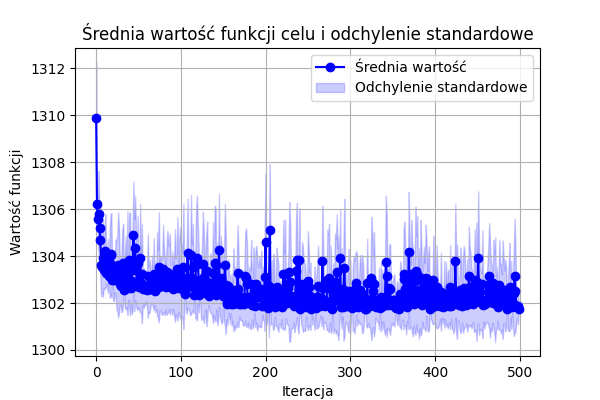 Średnia wartość funkcji celu i odchylenie standardowe
Średnia wartość
Odchylenie standardowe
Wartość funkcji
1312
1310
1308
1306
1304
1302
1300
0 100 200 300 400 500
Iteracja